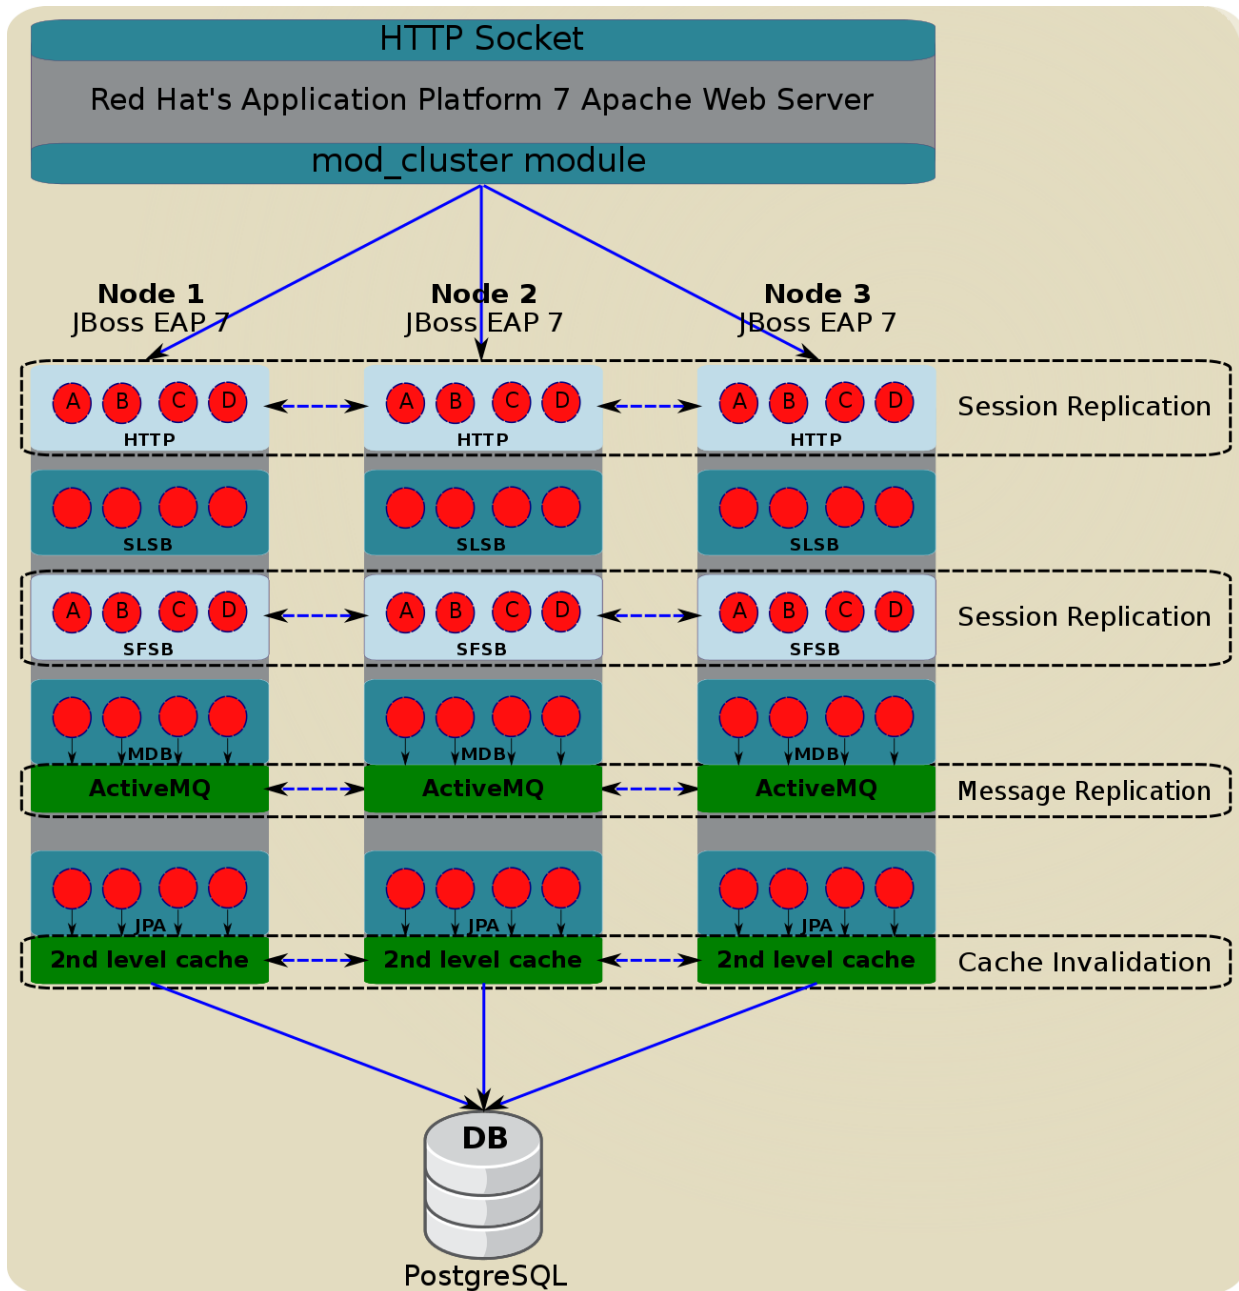 HTTP Socket
Red Hat's Application Platform 7 Apache Web Server
mod_cluster module
Node 1 Node 2 Node 3
JBoss EAP 7 JBoss EAP 7 JBoss EAP 7
A B C D A B C D A B C D Session Replication
HTTP HTTP HTTP
SLSB SLSB SLSB
A B C D A B C D A B C D Session Replication
SFSB SFSB SFSB
MDB MDB MDB
ActiveMQ ActiveMQ ActiveMQ Message Replication
JPA JPA JPA
2nd level cache 2nd level cache 2nd level cache Cache Invalidation
DB
PostgreSQL